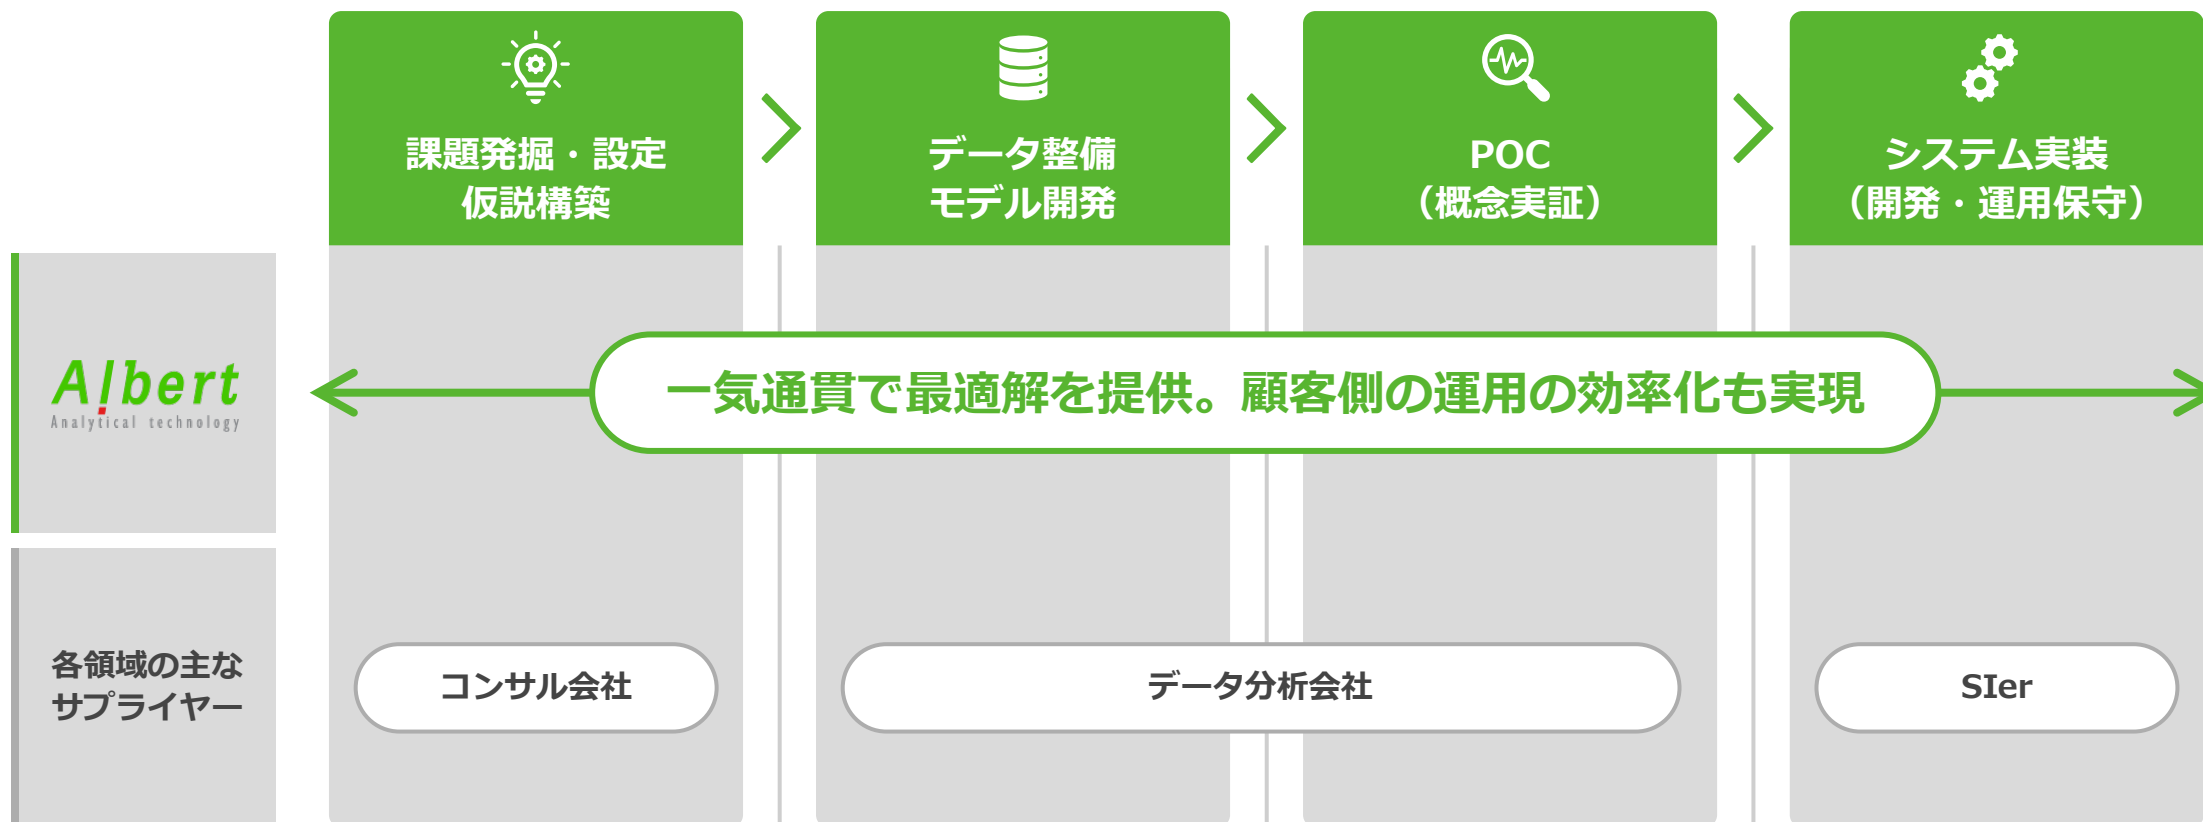 課題発掘・設定
仮説構築
データ整備
モデル開発
POC
（概念実証）
システム実装
（開発・運用保守）
Albert
Analytical technology
一気通貫で最適解を提供。顧客側の運用の効率化も実現
各領域の主な
サプライヤー
コンサル会社
データ分析会社
SIer